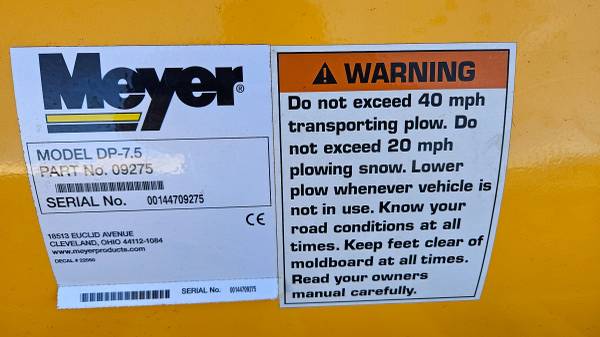 Meyer®
MODEL DP-7.5
PART No. 09275
SERIAL No. 00144709275
CE
18513 EUCLID AVENUE
CLEVELAND, OHIO 44112-1084
www.meyerproducts.com
DECAL # 22050
SERIAL No. 00144709275
WARNING
Do not exceed 40 mph
transporting plow. Do
not exceed 20 mph
plowing snow. Lower
plow whenever vehicle is
not in use. Know your
road conditions at all
times. Keep feet clear of
moldboard at all times.
Read your owners
manual carefully.